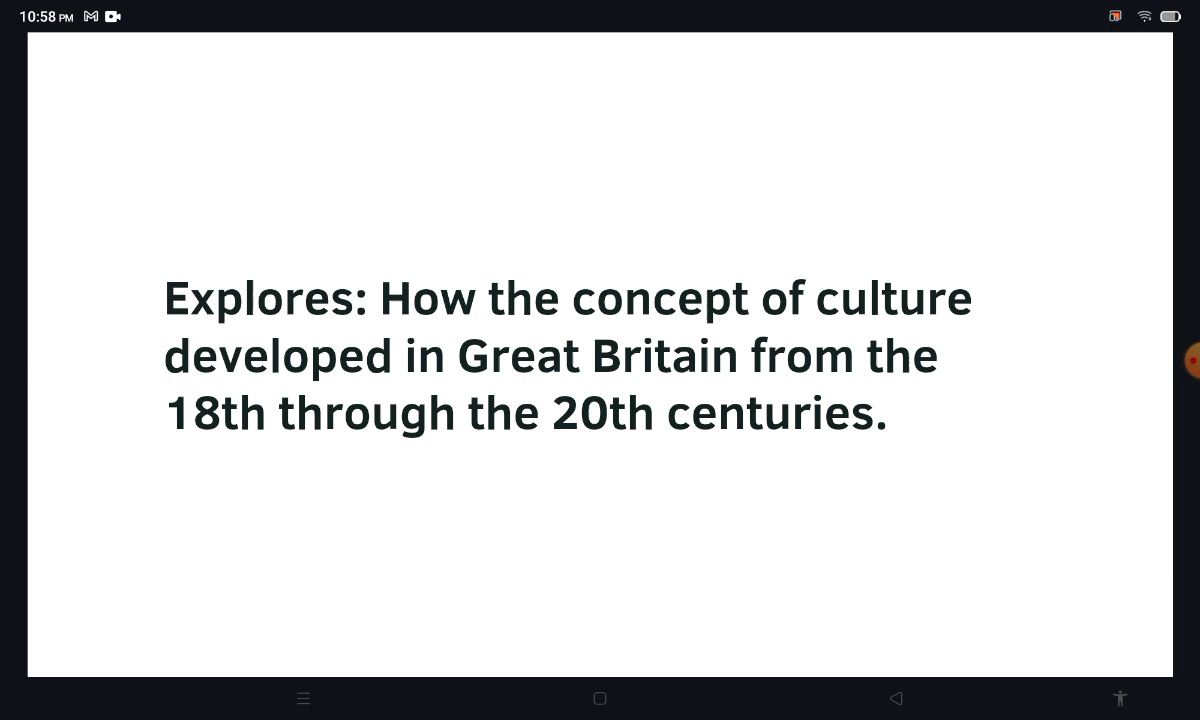 10:58 PM
Explores: How the concept of culture
developed in Great Britain from the
18th through the 20th centuries.